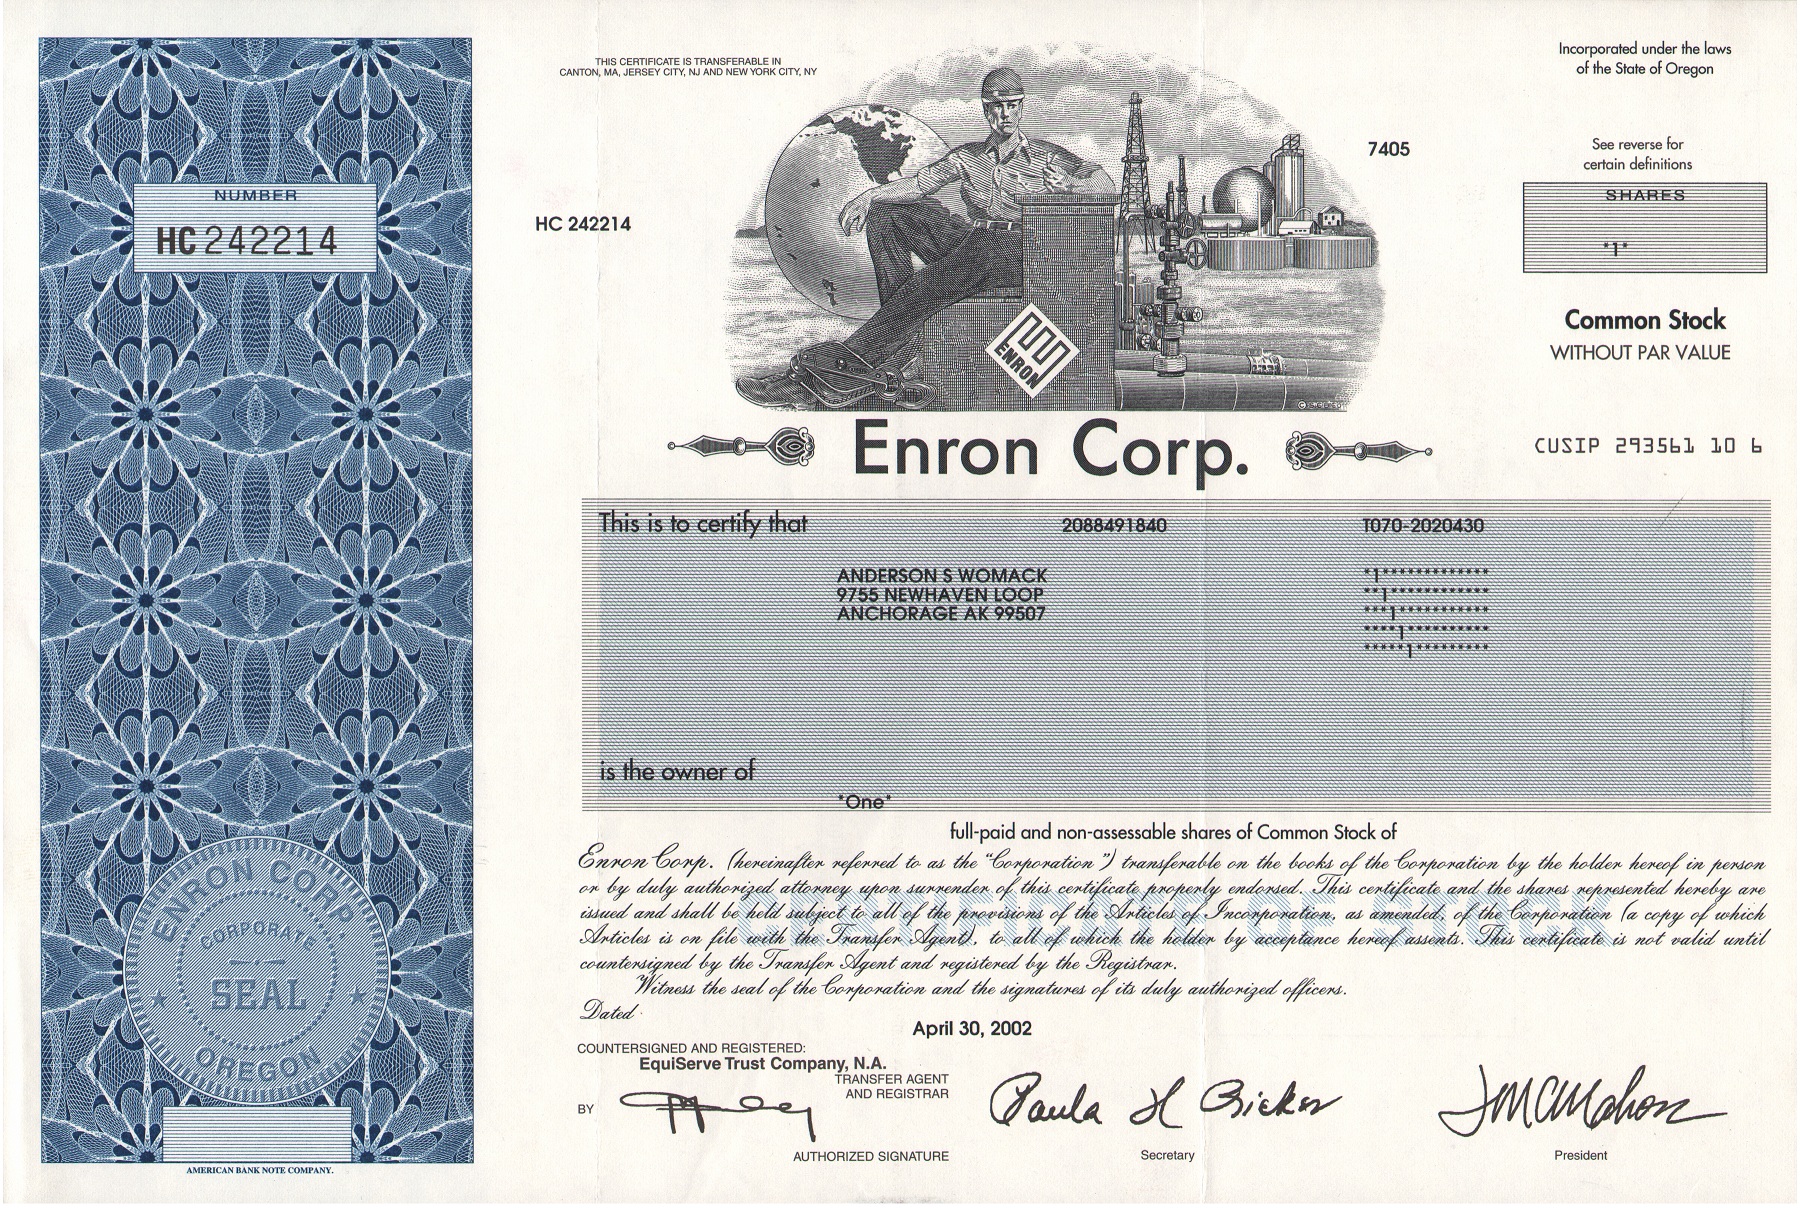 THIS CERTIFICATE IS TRANSFERABLE IN
CANTON, MA, JERSEY CITY, NJ AND NEW YORK CITY, NY
Incorporated under the laws
of the State of Oregon
7405
See reverse for
certain definitions
NUMBER
HC 242214
HC 242214
SHARES
*1*
ENRON
Common Stock
WITHOUT PAR VALUE
Enron Corp.
CUSIP 293561 10 6
This is to certify that 2088491840 T070-2020430
ANDERSON S WOMACK *1*************
9755 NEWHAVEN LOOP **1************
ANCHORAGE AK 99507 ***1***********
****1**********
*****1*********
is the owner of
*One*
full-paid and non-assessable shares of Common Stock of
CERTIFICATE OF STOCK
Enron Corp. (hereinafter referred to as the "Corporation") transferable on the books of the Corporation by the holder hereof in person
or by duly authorized attorney upon surrender of this certificate properly endorsed. This certificate and the shares represented hereby are
issued and shall be held subject to all of the provisions of the Articles of Incorporation, as amended, of the Corporation (a copy of which
Articles is on file with the Transfer Agent), to all of which the holder by acceptance hereof assents. This certificate is not valid until
countersigned by the Transfer Agent and registered by the Registrar.
Witness the seal of the Corporation and the signatures of its duly authorized officers.
Dated
April 30, 2002
COUNTERSIGNED AND REGISTERED:
EquiServe Trust Company, N.A.
TRANSFER AGENT
AND REGISTRAR
BY
Paula H Rieker
AUTHORIZED SIGNATURE
Secretary
President
ENRON CORP.
CORPORATE
SEAL
OREGON
AMERICAN BANK NOTE COMPANY.